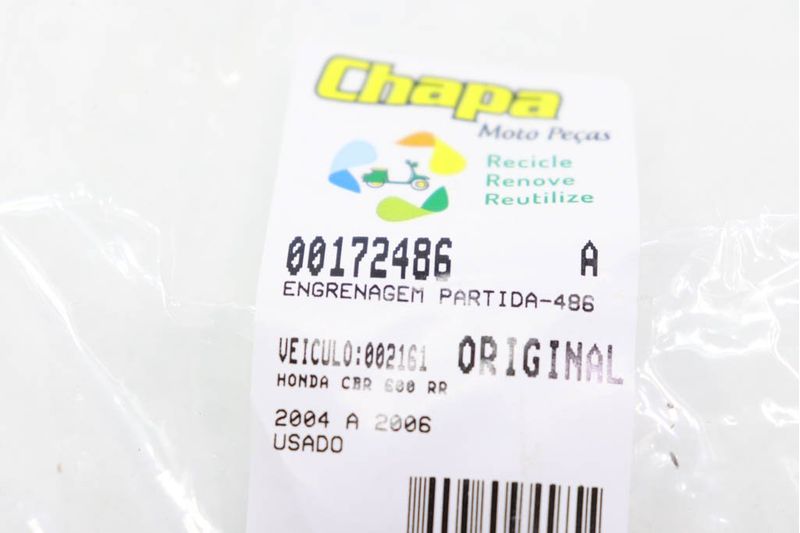 Chapa
Moto Peças
Recicle
Renove
Reutilize
00172486 A
ENGRENAGEM PARTIDA-486
VEICULO:002161 ORIGINAL
HONDA CBR 600 RR
2004 A 2006
USADO